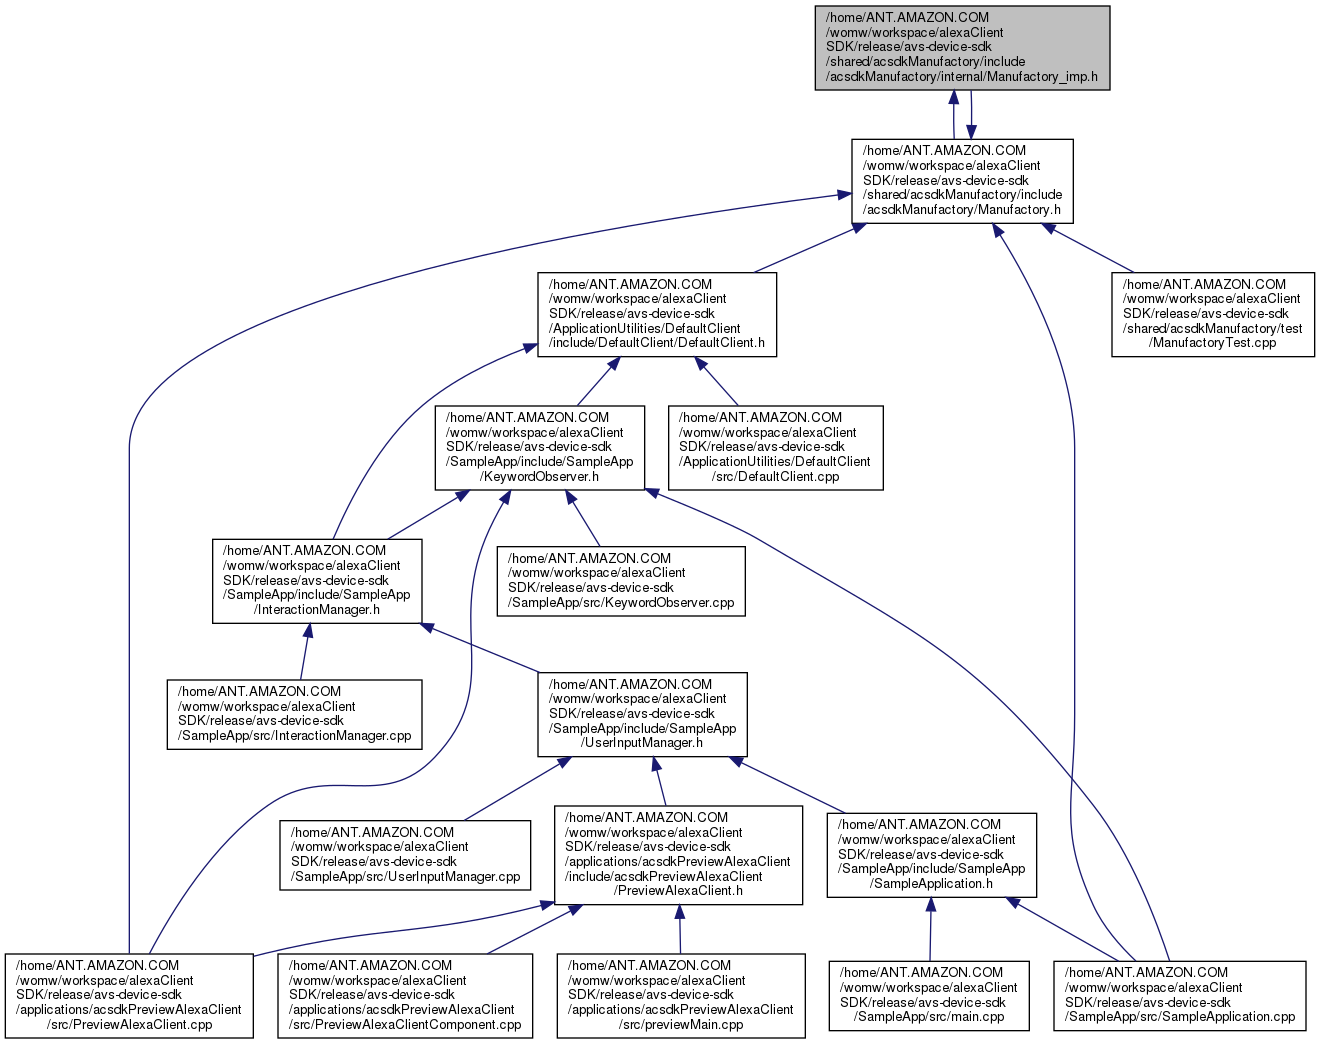 /home/ANT.AMAZON.COM
/womw/workspace/alexaClient
SDK/release/avs-device-sdk
/shared/acsdkManufactory/include
/acsdkManufactory/internal/Manufactory_imp.h
/home/ANT.AMAZON.COM
/womw/workspace/alexaClient
SDK/release/avs-device-sdk
/shared/acsdkManufactory/include
/acsdkManufactory/Manufactory.h
/home/ANT.AMAZON.COM
/womw/workspace/alexaClient
SDK/release/avs-device-sdk
/ApplicationUtilities/DefaultClient
/include/DefaultClient/DefaultClient.h
/home/ANT.AMAZON.COM
/womw/workspace/alexaClient
SDK/release/avs-device-sdk
/shared/acsdkManufactory/test
/ManufactoryTest.cpp
/home/ANT.AMAZON.COM
/womw/workspace/alexaClient
SDK/release/avs-device-sdk
/SampleApp/include/SampleApp
/KeywordObserver.h
/home/ANT.AMAZON.COM
/womw/workspace/alexaClient
SDK/release/avs-device-sdk
/ApplicationUtilities/DefaultClient
/src/DefaultClient.cpp
/home/ANT.AMAZON.COM
/womw/workspace/alexaClient
SDK/release/avs-device-sdk
/SampleApp/include/SampleApp
/InteractionManager.h
/home/ANT.AMAZON.COM
/womw/workspace/alexaClient
SDK/release/avs-device-sdk
/SampleApp/src/KeywordObserver.cpp
/home/ANT.AMAZON.COM
/womw/workspace/alexaClient
SDK/release/avs-device-sdk
/SampleApp/src/InteractionManager.cpp
/home/ANT.AMAZON.COM
/womw/workspace/alexaClient
SDK/release/avs-device-sdk
/SampleApp/include/SampleApp
/UserInputManager.h
/home/ANT.AMAZON.COM
/womw/workspace/alexaClient
SDK/release/avs-device-sdk
/SampleApp/src/UserInputManager.cpp
/home/ANT.AMAZON.COM
/womw/workspace/alexaClient
SDK/release/avs-device-sdk
/applications/acsdkPreviewAlexaClient
/include/acsdkPreviewAlexaClient
/PreviewAlexaClient.h
/home/ANT.AMAZON.COM
/womw/workspace/alexaClient
SDK/release/avs-device-sdk
/SampleApp/include/SampleApp
/SampleApplication.h
/home/ANT.AMAZON.COM
/womw/workspace/alexaClient
SDK/release/avs-device-sdk
/applications/acsdkPreviewAlexaClient
/src/PreviewAlexaClient.cpp
/home/ANT.AMAZON.COM
/womw/workspace/alexaClient
SDK/release/avs-device-sdk
/applications/acsdkPreviewAlexaClient
/src/PreviewAlexaClientComponent.cpp
/home/ANT.AMAZON.COM
/womw/workspace/alexaClient
SDK/release/avs-device-sdk
/applications/acsdkPreviewAlexaClient
/src/previewMain.cpp
/home/ANT.AMAZON.COM
/womw/workspace/alexaClient
SDK/release/avs-device-sdk
/SampleApp/src/main.cpp
/home/ANT.AMAZON.COM
/womw/workspace/alexaClient
SDK/release/avs-device-sdk
/SampleApp/src/SampleApplication.cpp